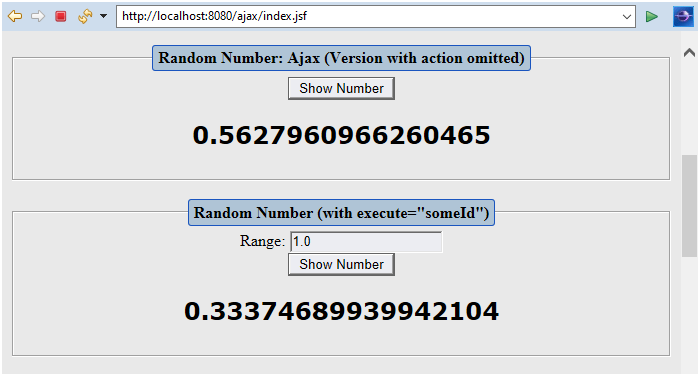 http://localhost:8080/ajax/index.jsf
Random Number: Ajax (Version with action omitted)
Show Number
0.5627960966260465
Random Number (with execute="someId")
Range: 1.0
Show Number
0.33374689939942104